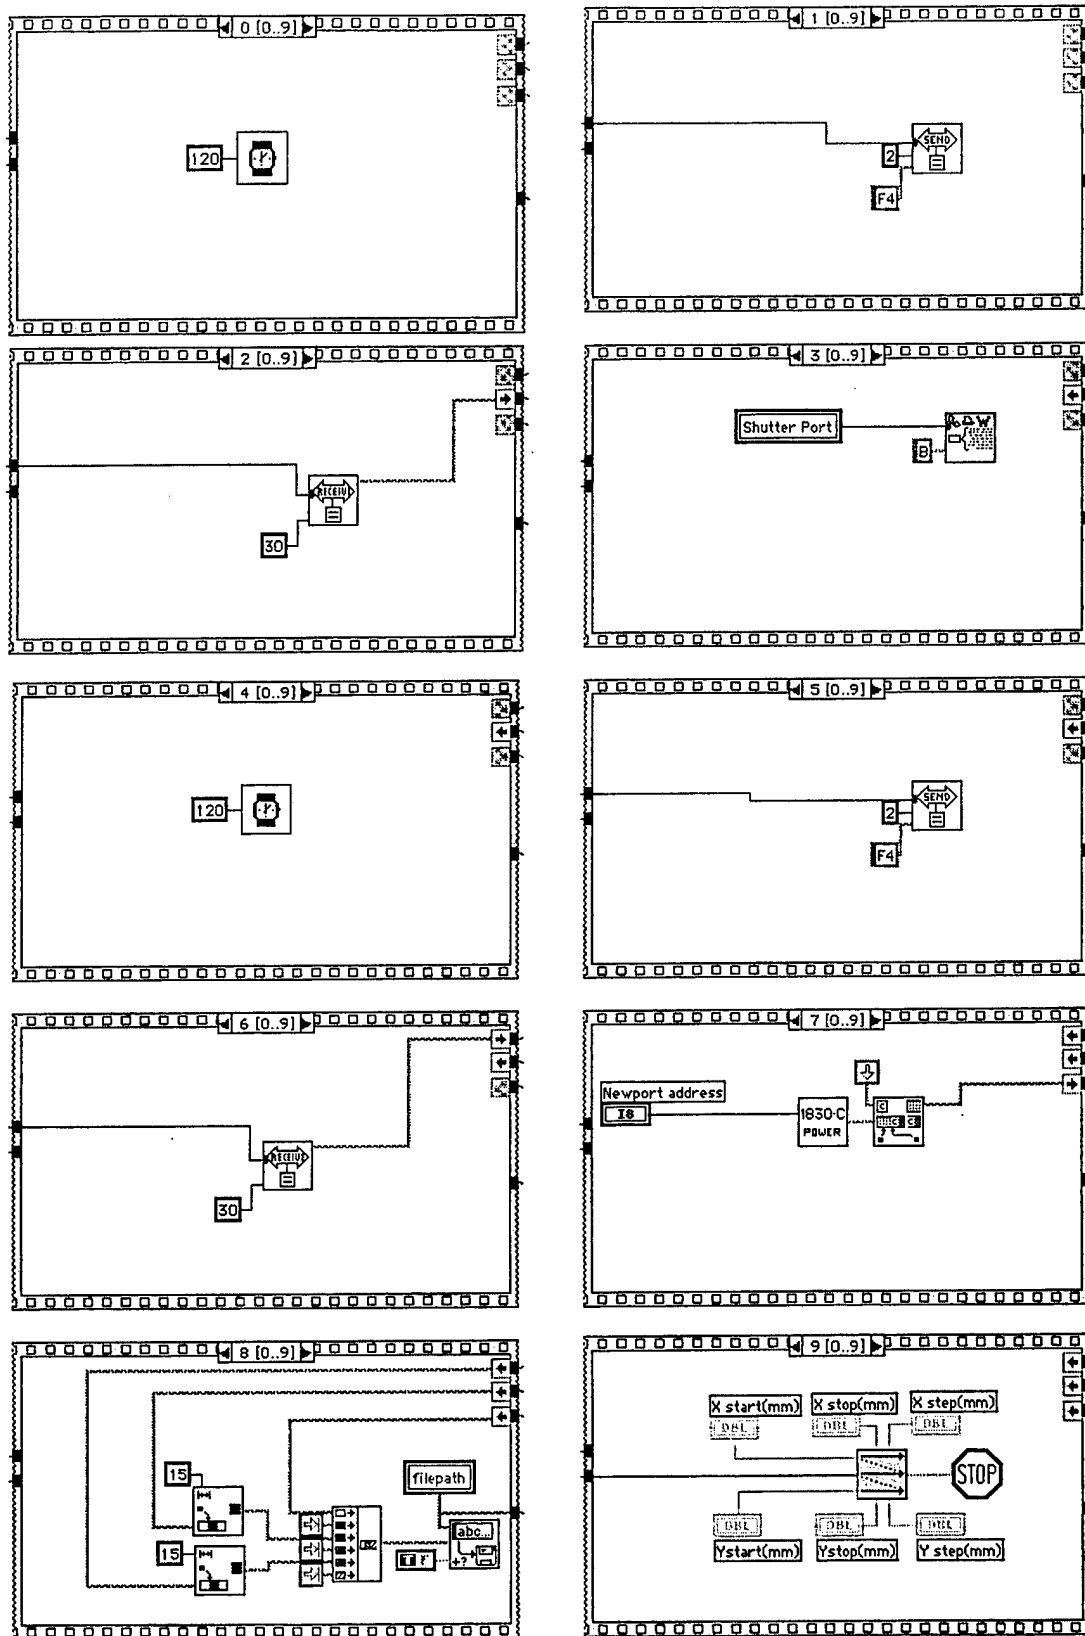 0 [0..9]
120
1 [0..9]
SEND
2
F4
2 [0..9]
RECEIV
30
3 [0..9]
Shutter Port
B
4 [0..9]
120
5 [0..9]
SEND
2
F4
6 [0..9]
RECEIVE
30
7 [0..9]
Newport address
I8
1830-C
POWER
C
C C
8 [0..9]
15
15
filepath
abc..
+?
T F
9 [0..9]
X start(mm) X stop(mm) X step(mm)
DBL DBL DBL
STOP
DBL DBL DBL
Ystart(mm) Ystop(mm) Y step(mm)